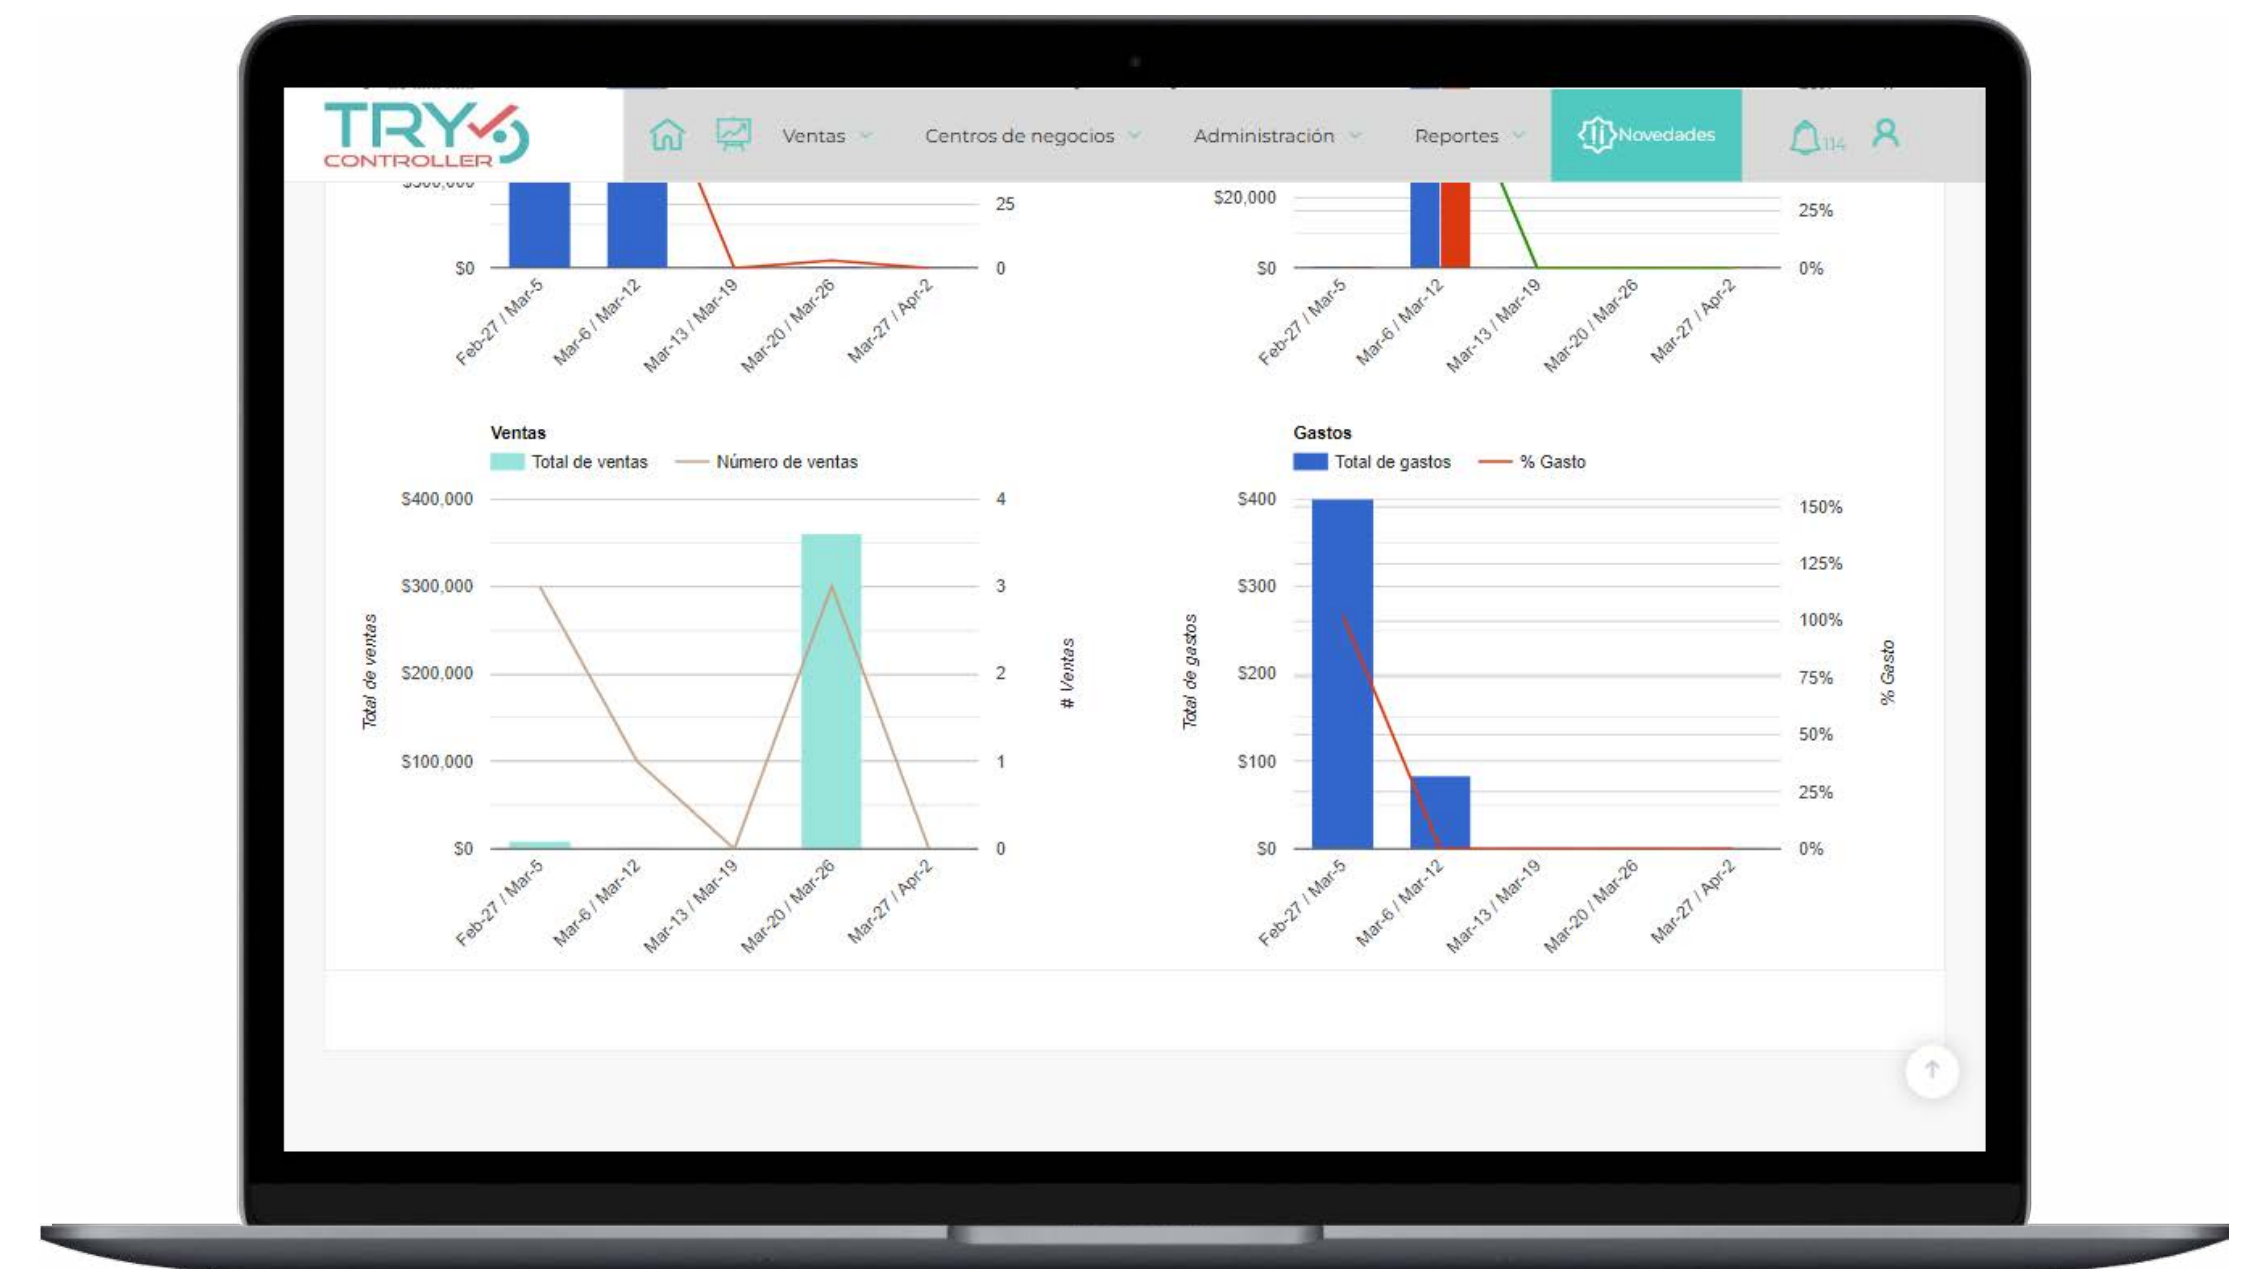 TRY
CONTROLLER
Ventas
Centros de negocios
Administración
Reportes
Novedades
114
$0
25
0
Feb-27 / Mar-5
Mar-6 / Mar-12
Mar-13 / Mar-19
Mar-20 / Mar-26
Mar-27 / Apr-2
$20,000
$0
25%
0%
Feb-27 / Mar-5
Mar-6 / Mar-12
Mar-13 / Mar-19
Mar-20 / Mar-26
Mar-27 / Apr-2
Ventas
Total de ventas
Número de ventas
Total de ventas
$400,000
$300,000
$200,000
$100,000
$0
4
3
2
1
0
# Ventas
Feb-27 / Mar-5
Mar-6 / Mar-12
Mar-13 / Mar-19
Mar-20 / Mar-26
Mar-27 / Apr-2
Gastos
Total de gastos
% Gasto
Total de gastos
$400
$300
$200
$100
$0
150%
125%
100%
75%
50%
25%
0%
% Gasto
Feb-27 / Mar-5
Mar-6 / Mar-12
Mar-13 / Mar-19
Mar-20 / Mar-26
Mar-27 / Apr-2